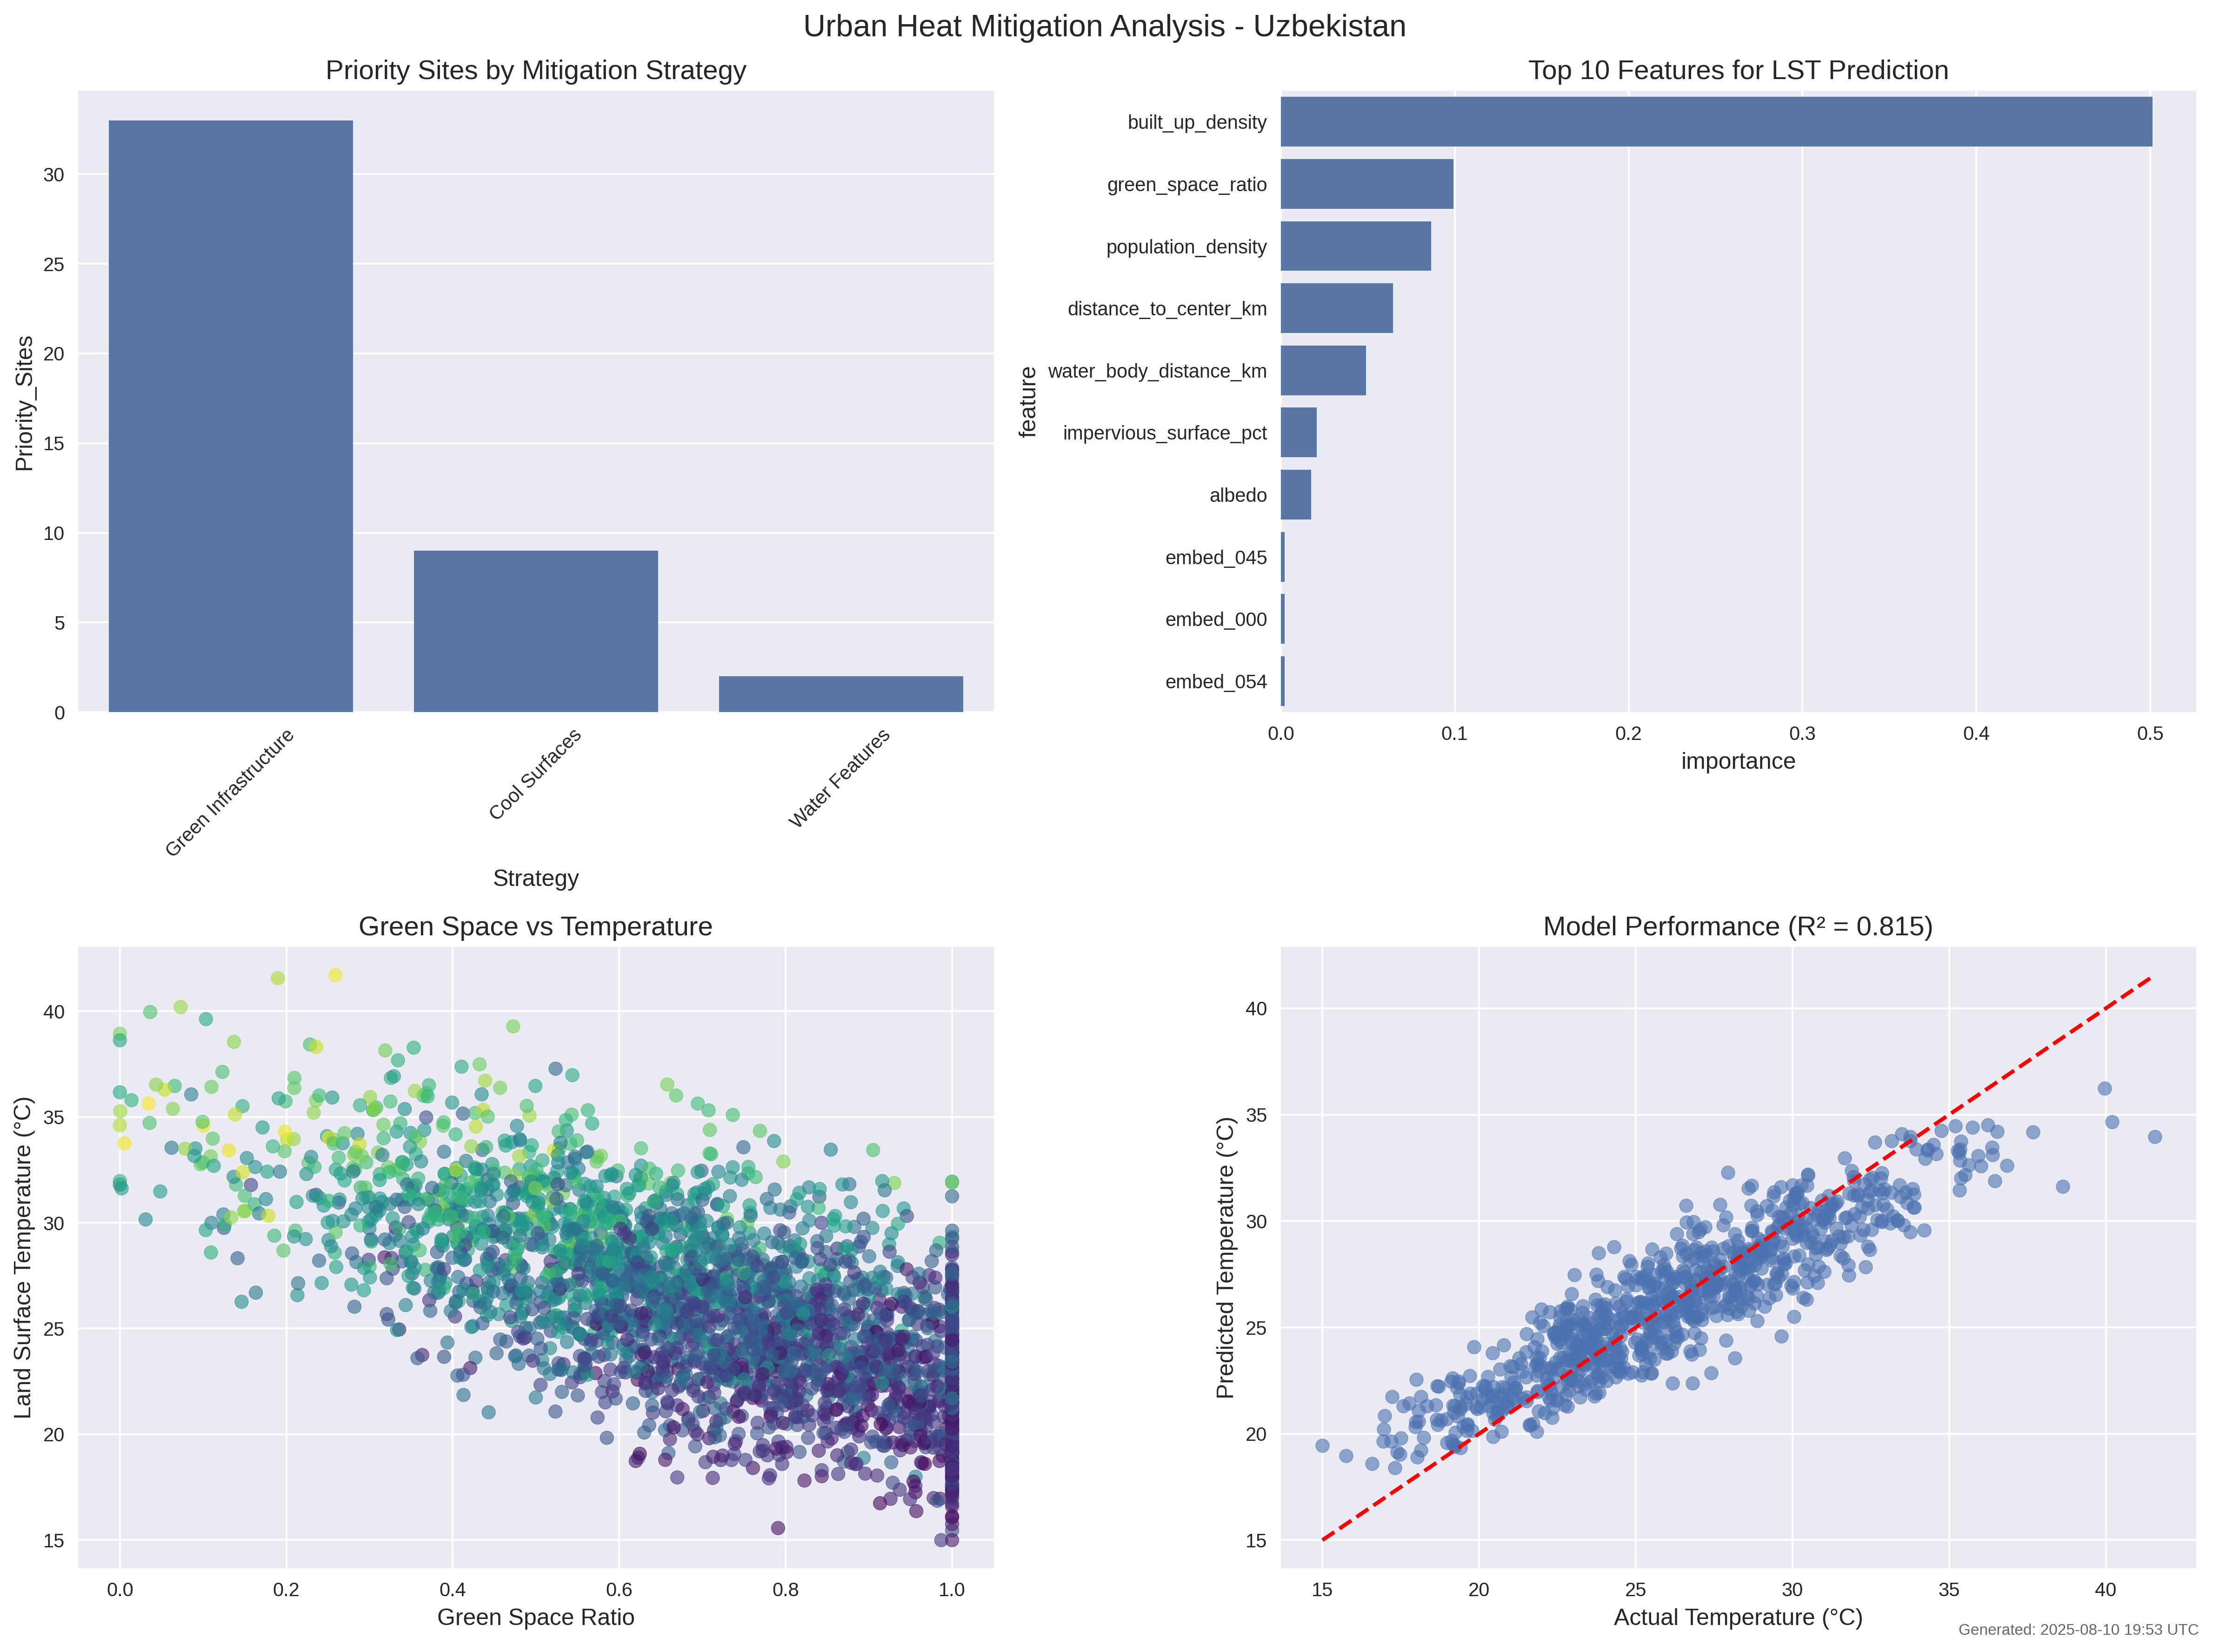 Urban Heat Mitigation Analysis - Uzbekistan
Priority Sites by Mitigation Strategy
Priority_Sites
30
25
20
15
10
5
0
Green Infrastructure
Cool Surfaces
Water Features
Strategy
Top 10 Features for LST Prediction
feature
built_up_density
green_space_ratio
population_density
distance_to_center_km
water_body_distance_km
impervious_surface_pct
albedo
embed_045
embed_000
embed_054
0.0 0.1 0.2 0.3 0.4 0.5
importance
Green Space vs Temperature
Land Surface Temperature (°C)
40
35
30
25
20
15
0.0 0.2 0.4 0.6 0.8 1.0
Green Space Ratio
Model Performance (R² = 0.815)
Predicted Temperature (°C)
40
35
30
25
20
15
15 20 25 30 35 40
Actual Temperature (°C)
Generated: 2025-08-10 19:53 UTC